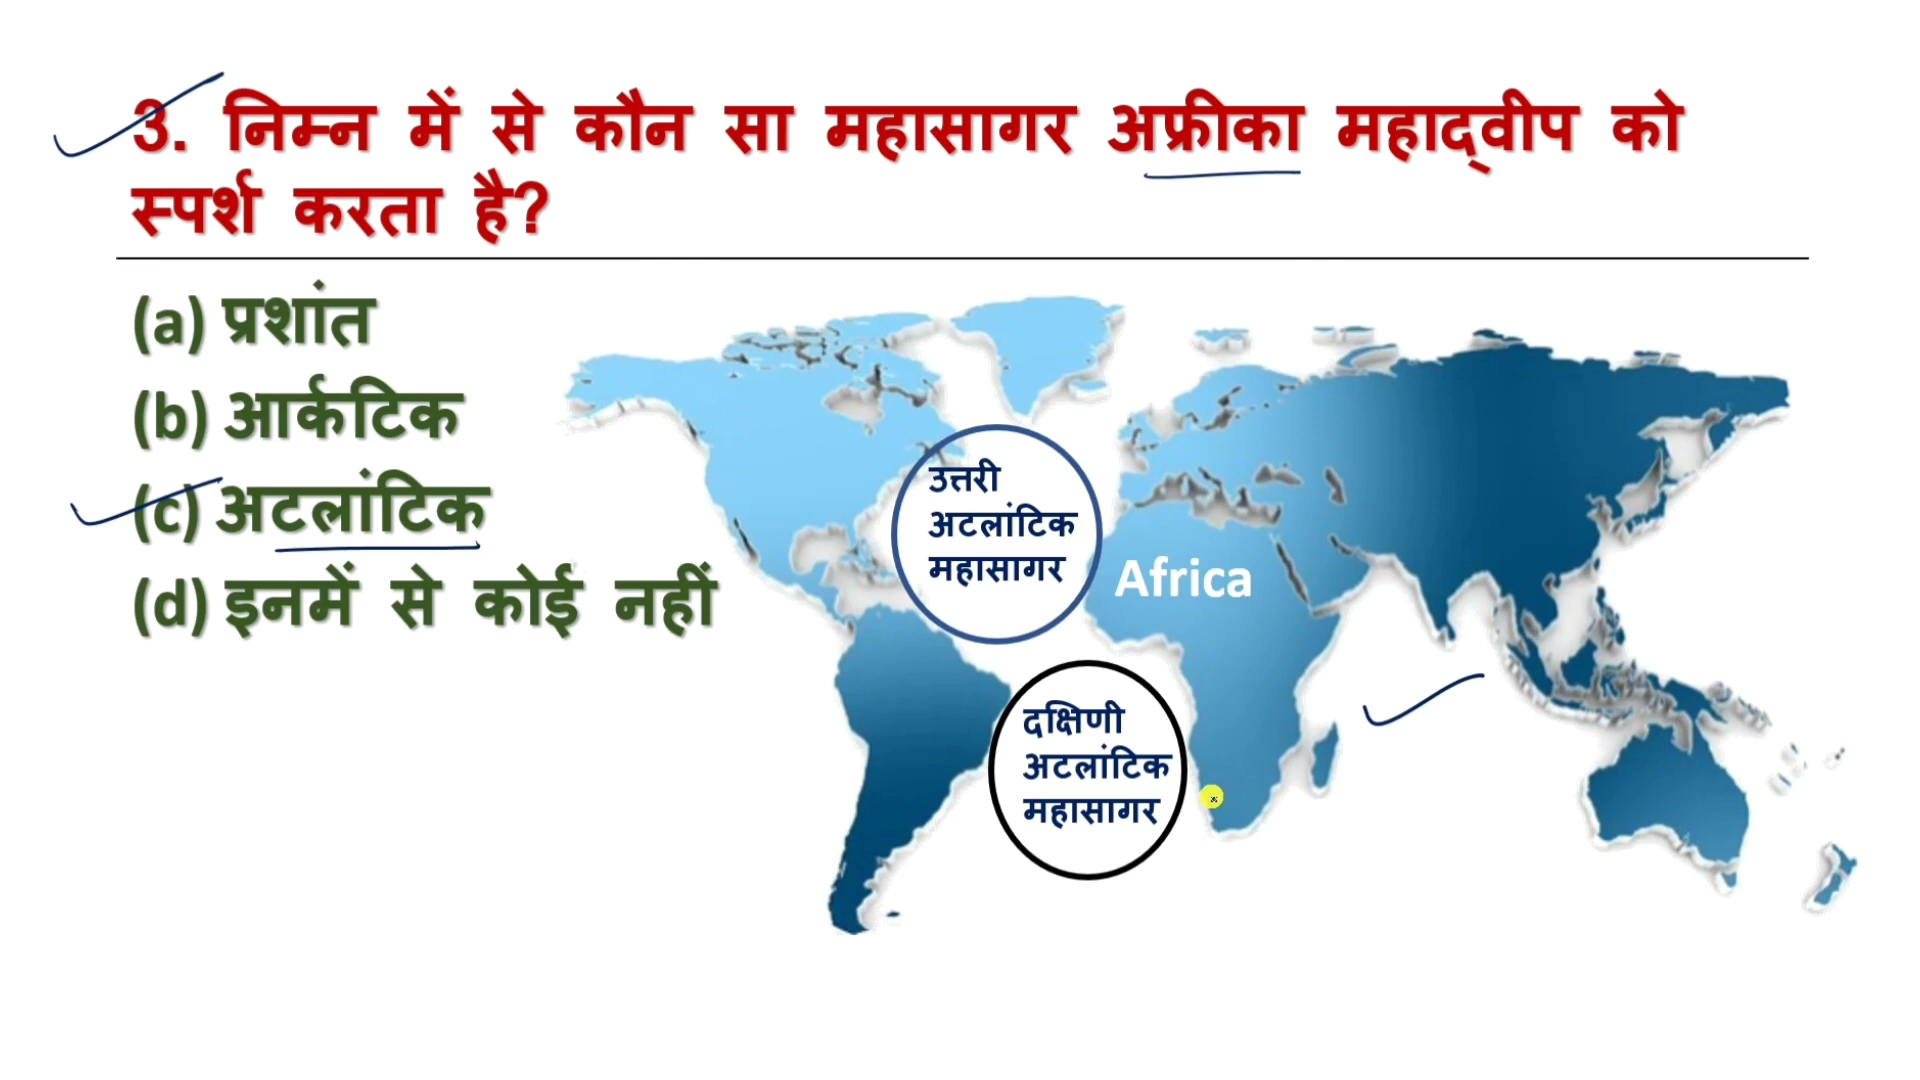 3. निम्न में से कौन सा महासागर अफ्रीका महाद्वीप को
स्पर्श करता है?
(a) प्रशांत
(b) आर्कटिक
(c) अटलांटिक
(d) इनमें से कोई नहीं
उत्तरी
अटलांटिक
महासागर
Africa
दक्षिणी
अटलांटिक
महासागर